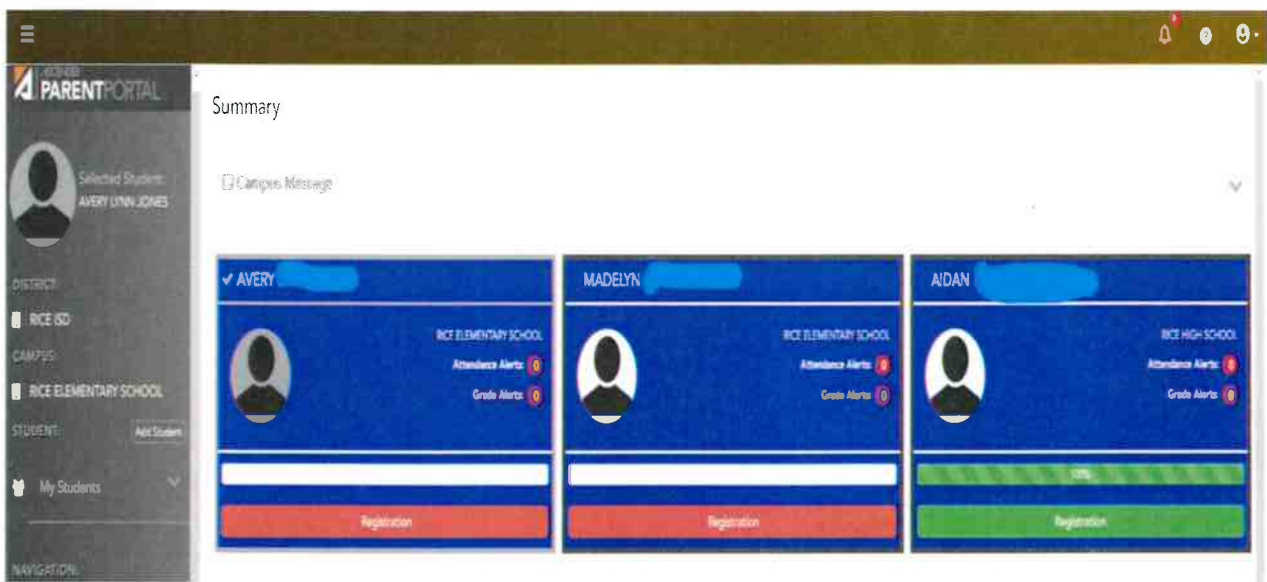 ASCENDER
PARENTPORTAL
Selected Student:
AVERY LYNN JONES
DISTRICT:
RICE ISD
CAMPUS:
RICE ELEMENTARY SCHOOL
STUDENT:
Add Student
My Students
NAVIGATION:
Summary
Campus Message
AVERY
RICE ELEMENTARY SCHOOL
Attendance Alerts: 0
Grade Alerts: 0
Registration
MADELYN
RICE ELEMENTARY SCHOOL
Attendance Alerts: 0
Grade Alerts: 0
Registration
AIDAN
RICE HIGH SCHOOL
Attendance Alerts: 0
Grade Alerts: 0
100%
Registration